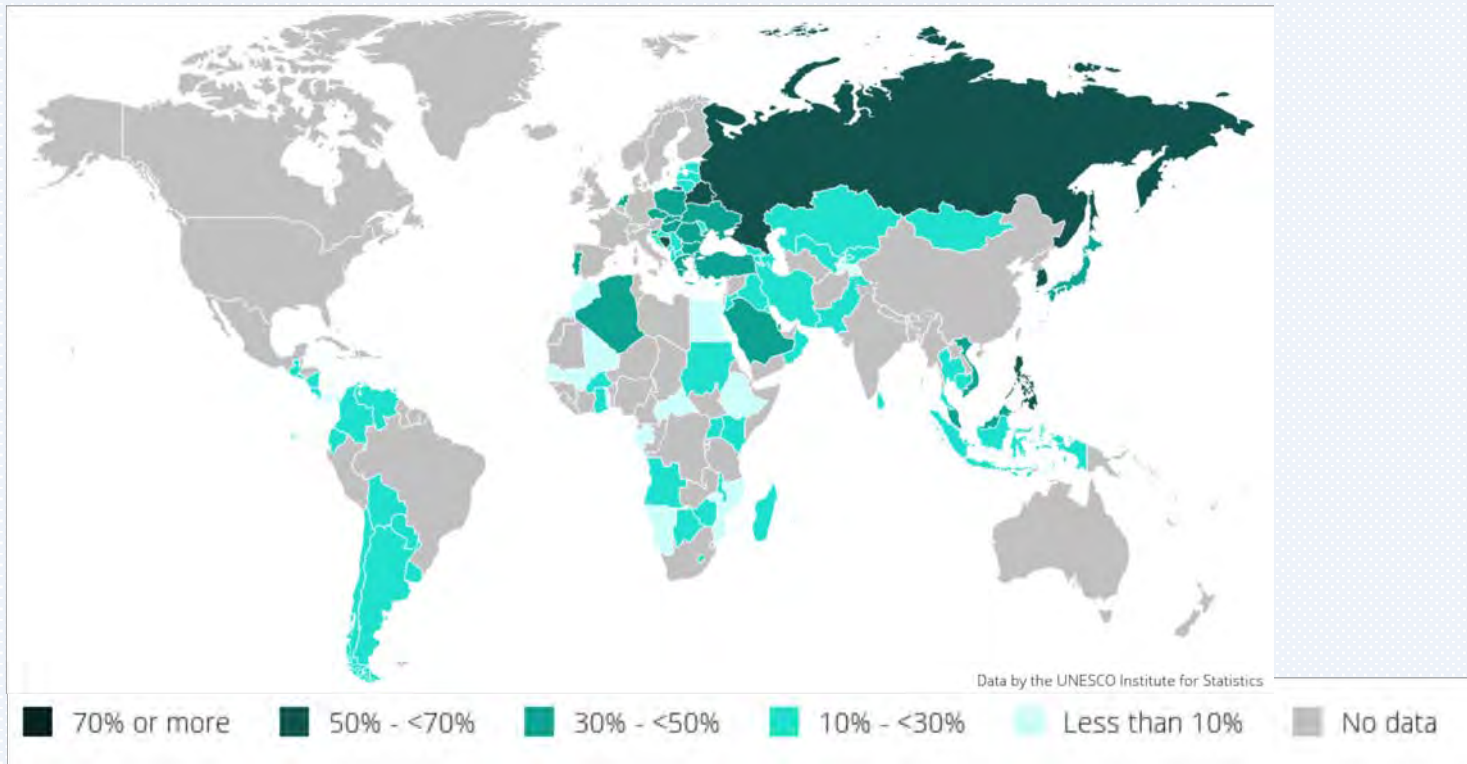 Data by the UNESCO Institute for Statistics
70% or more 50% - <70% 30% - <50% 10% - <30% Less than 10% No data